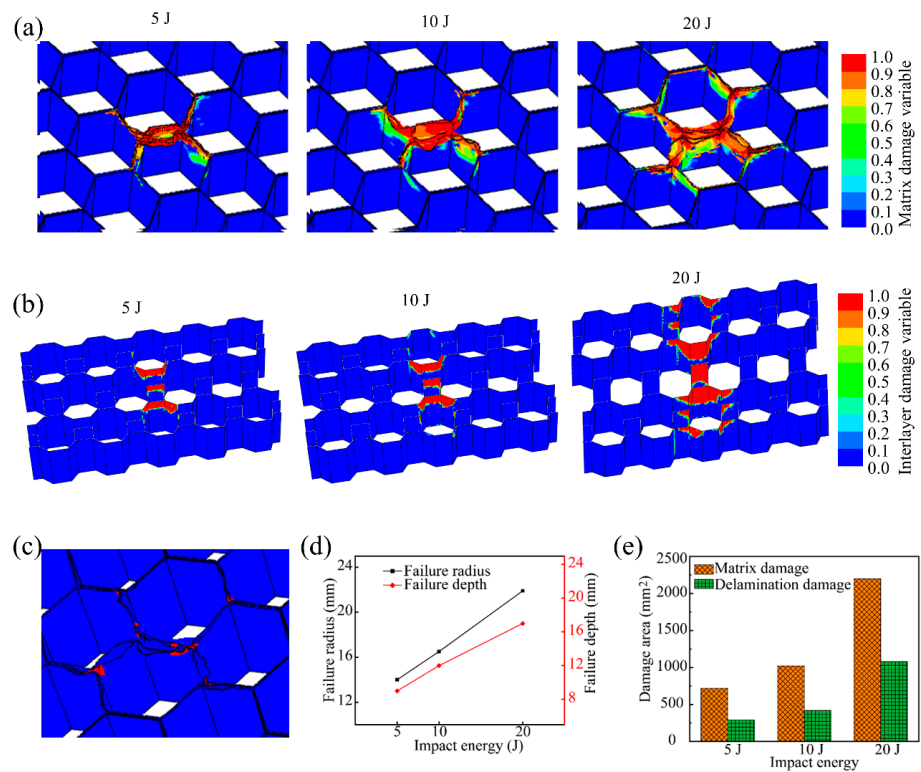 (a)
5 J
10 J
20 J
1.0
0.9
0.8
0.7
0.6
0.5
0.4
0.3
0.2
0.1
0.0
Matrix damage variable
(b)
5 J
10 J
20 J
1.0
0.9
0.8
0.7
0.6
0.5
0.4
0.3
0.2
0.1
0.0
Interlayer damage variable
(c)
(d)
24
20
16
12
Failure radius (mm)
Failure radius
Failure depth
24
20
16
12
8
Failure depth (mm)
5
10
20
Impact energy (J)
(e)
2500
2000
1500
1000
500
0
Damage area (mm2)
Matrix damage
Delamination damage
5 J
10 J
20 J
Impact energy